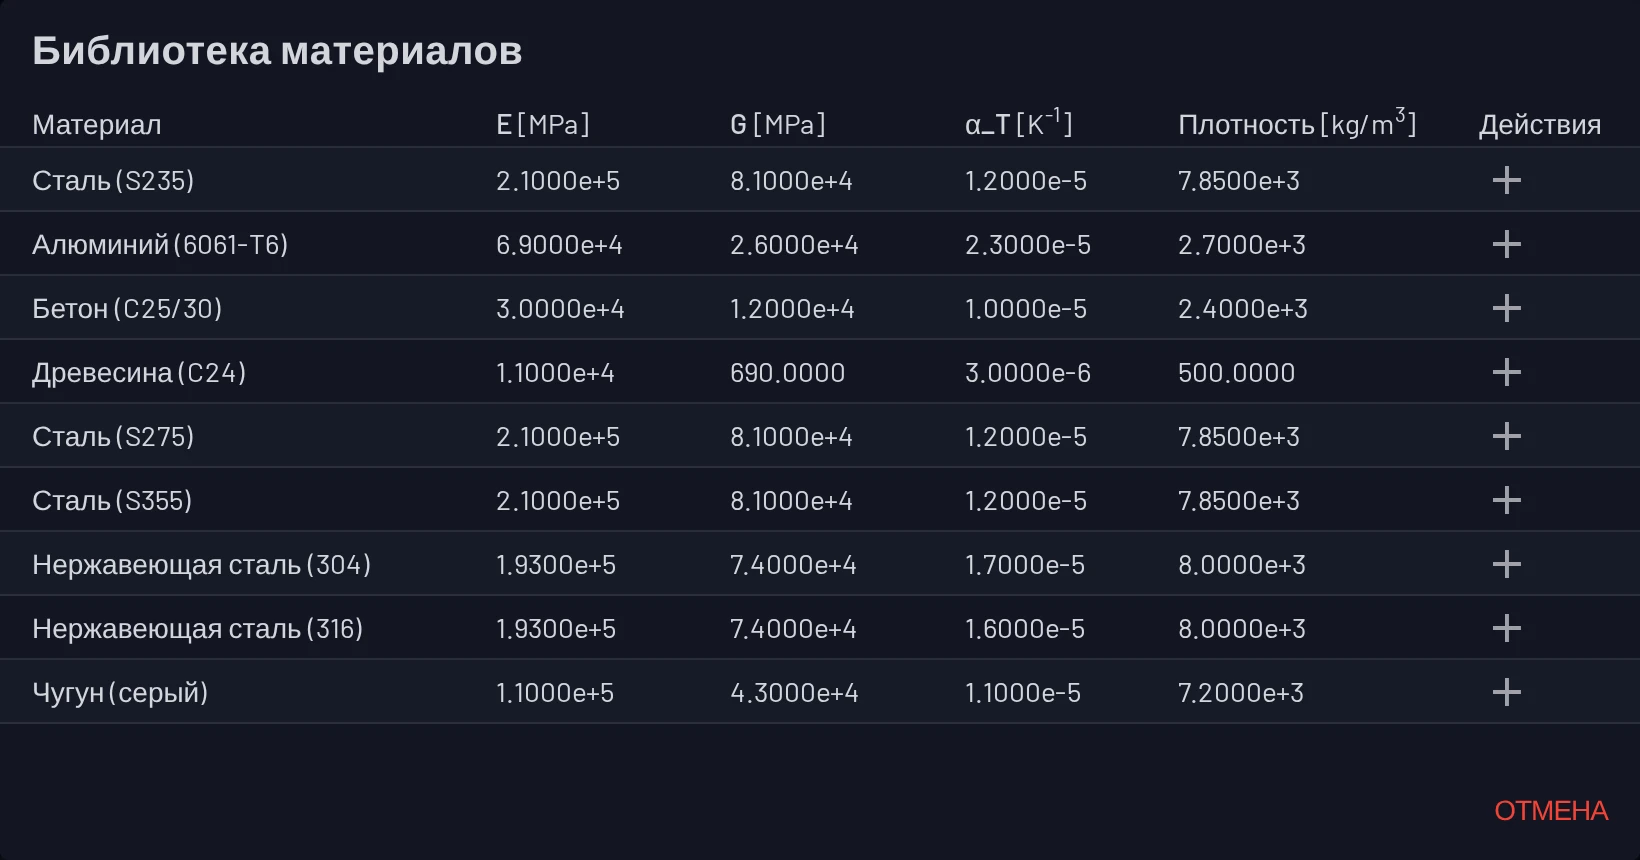 Библиотека материалов
Материал E [MPa] G [MPa] α_T [K⁻¹] Плотность [kg/m³] Действия
Сталь (S235) 2.1000e+5 8.1000e+4 1.2000e-5 7.8500e+3 +
Алюминий (6061-T6) 6.9000e+4 2.6000e+4 2.3000e-5 2.7000e+3 +
Бетон (C25/30) 3.0000e+4 1.2000e+4 1.0000e-5 2.4000e+3 +
Древесина (C24) 1.1000e+4 690.0000 3.0000e-6 500.0000 +
Сталь (S275) 2.1000e+5 8.1000e+4 1.2000e-5 7.8500e+3 +
Сталь (S355) 2.1000e+5 8.1000e+4 1.2000e-5 7.8500e+3 +
Нержавеющая сталь (304) 1.9300e+5 7.4000e+4 1.7000e-5 8.0000e+3 +
Нержавеющая сталь (316) 1.9300e+5 7.4000e+4 1.6000e-5 8.0000e+3 +
Чугун (серый) 1.1000e+5 4.3000e+4 1.1000e-5 7.2000e+3 +
ОТМЕНА